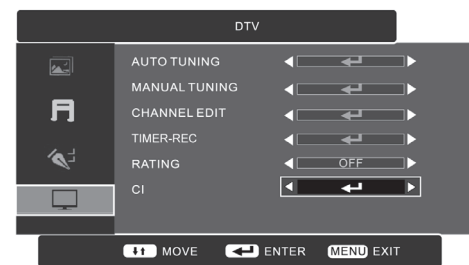 DTV
AUTO TUNING
MANUAL TUNING
CHANNEL EDIT
TIMER-REC
RATING OFF
CI
MOVE ENTER MENU EXIT